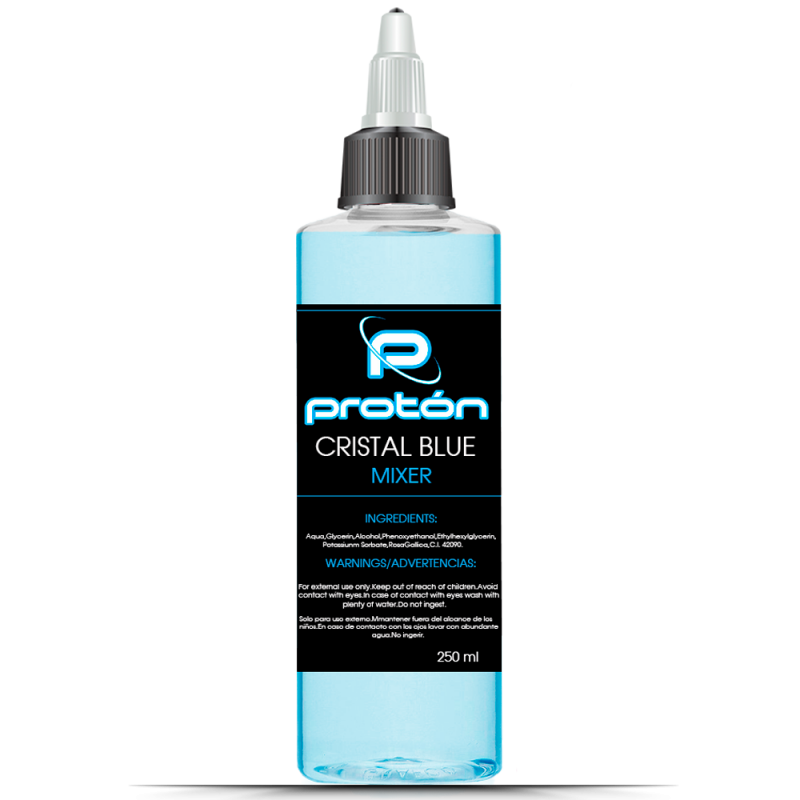 P
protón
CRISTAL BLUE
MIXER
INGREDIENTS:
Aqua,Glycerin,Alcohol,Phenoxyethanol,Ethylhexylglycerin,
Potassiunm Sorbate,RosaGallica,C.I. 42090.
WARNINGS/ADVERTENCIAS:
For external use only.Keep out of reach of children.Avoid
contact with eyes.In case of contact with eyes wash with
plenty of water.Do not ingest.
Solo para uso externo.Mmantener fuera del alcance de los
niños.En caso de contacto con los ojos lavar con abundante
agua.No ingerir.
250 ml